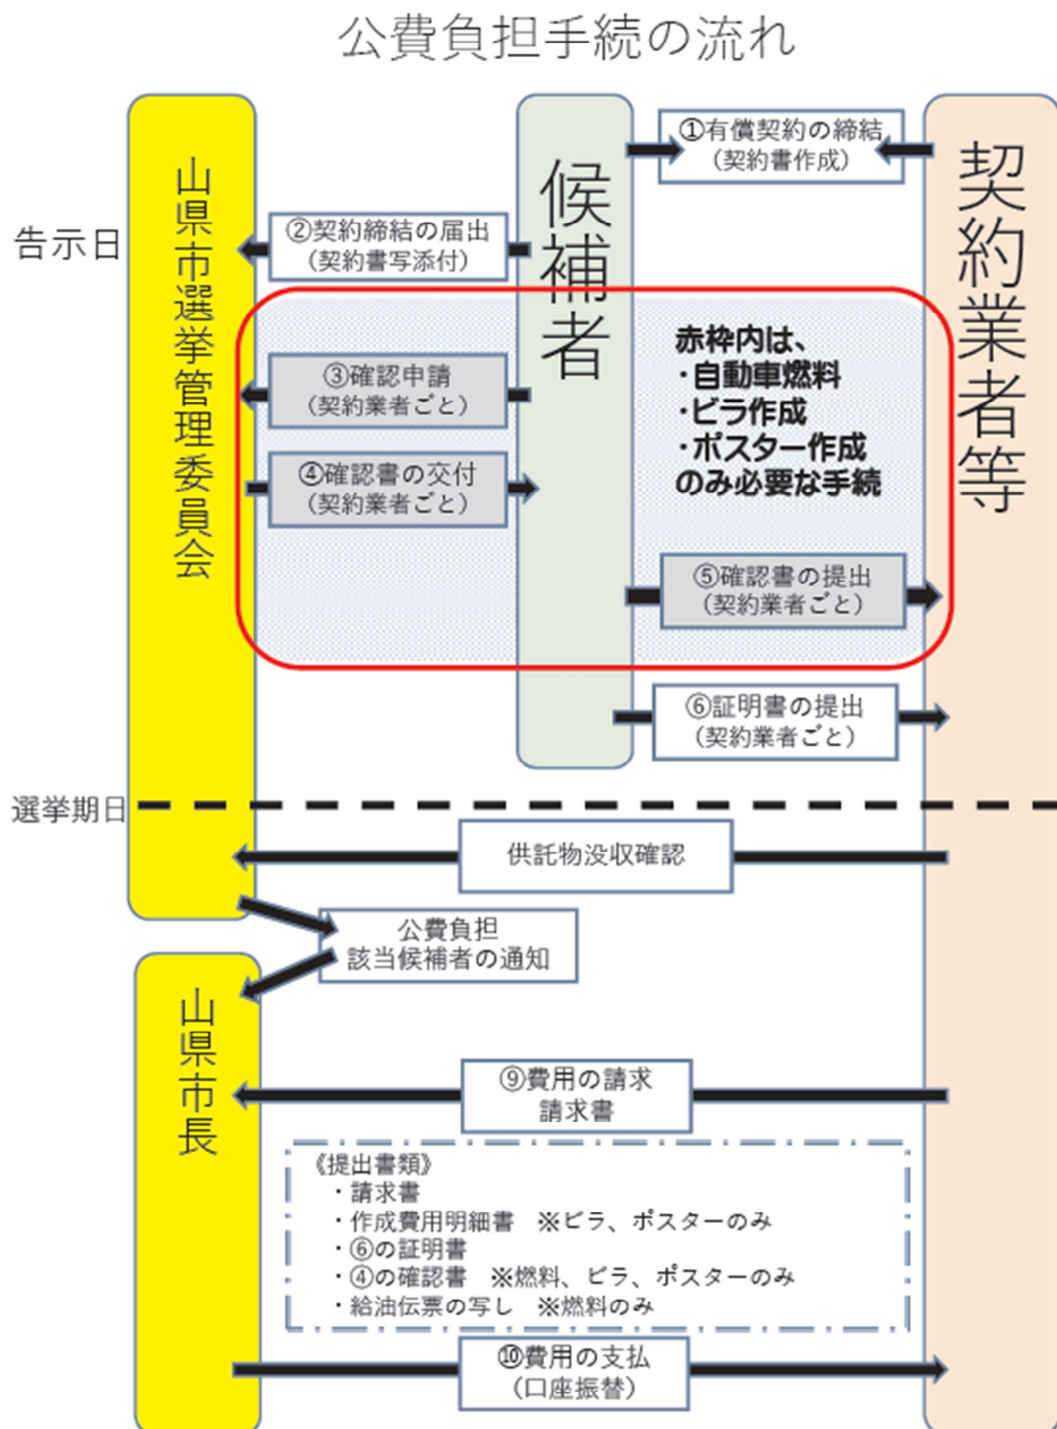 公費負担手続の流れ
山県市選挙管理委員会
候補者
契約業者等
①有償契約の締結
(契約書作成)
告示日
②契約締結の届出
(契約書写添付)
③確認申請
(契約業者ごと)
④確認書の交付
(契約業者ごと)
赤枠内は、
・自動車燃料
・ビラ作成
・ポスター作成
のみ必要な手続
⑤確認書の提出
(契約業者ごと)
⑥証明書の提出
(契約業者ごと)
選挙期日
供託物没収確認
公費負担
該当候補者の通知
山県市長
⑨費用の請求
請求書
《提出書類》
・請求書
・作成費用明細書　※ビラ、ポスターのみ
・⑥の証明書
・④の確認書　※燃料、ビラ、ポスターのみ
・給油伝票の写し　※燃料のみ
⑩費用の支払
(口座振替)